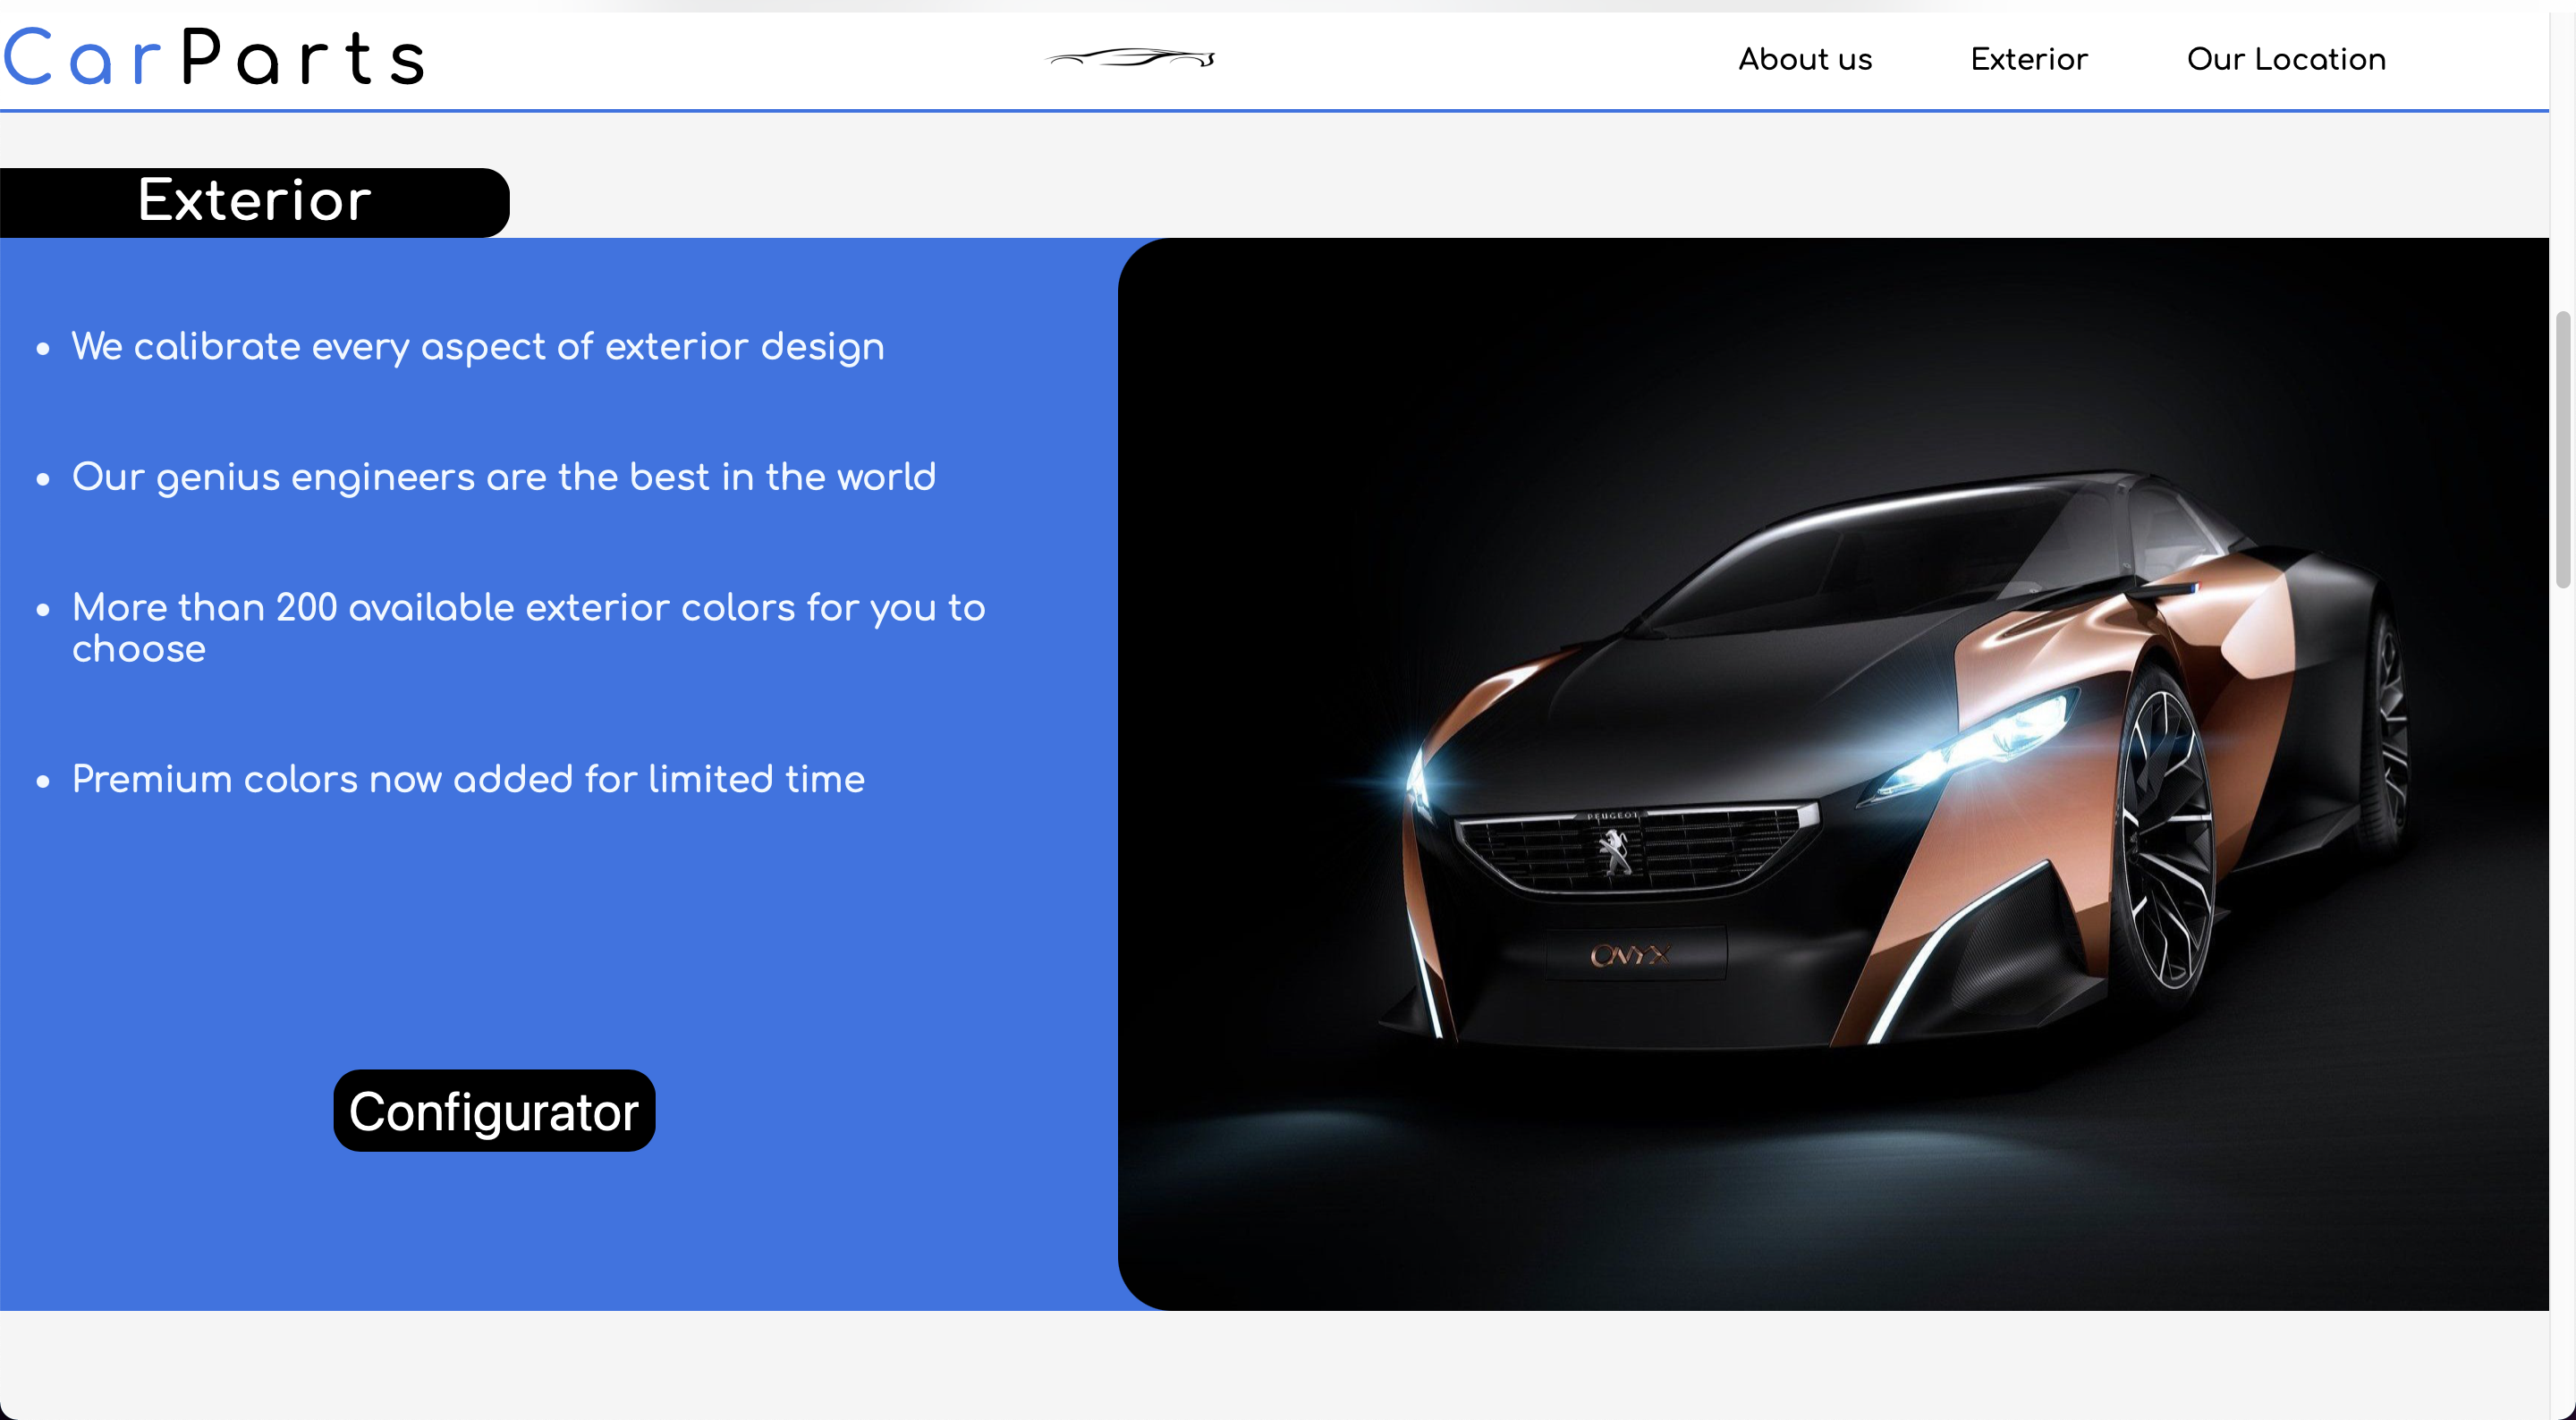 CarParts
About us
Exterior
Our Location
Exterior
• We calibrate every aspect of exterior design
• Our genius engineers are the best in the world
• More than 200 available exterior colors for you to
choose
• Premium colors now added for limited time
PEUGEOT
ONYX
Configurator